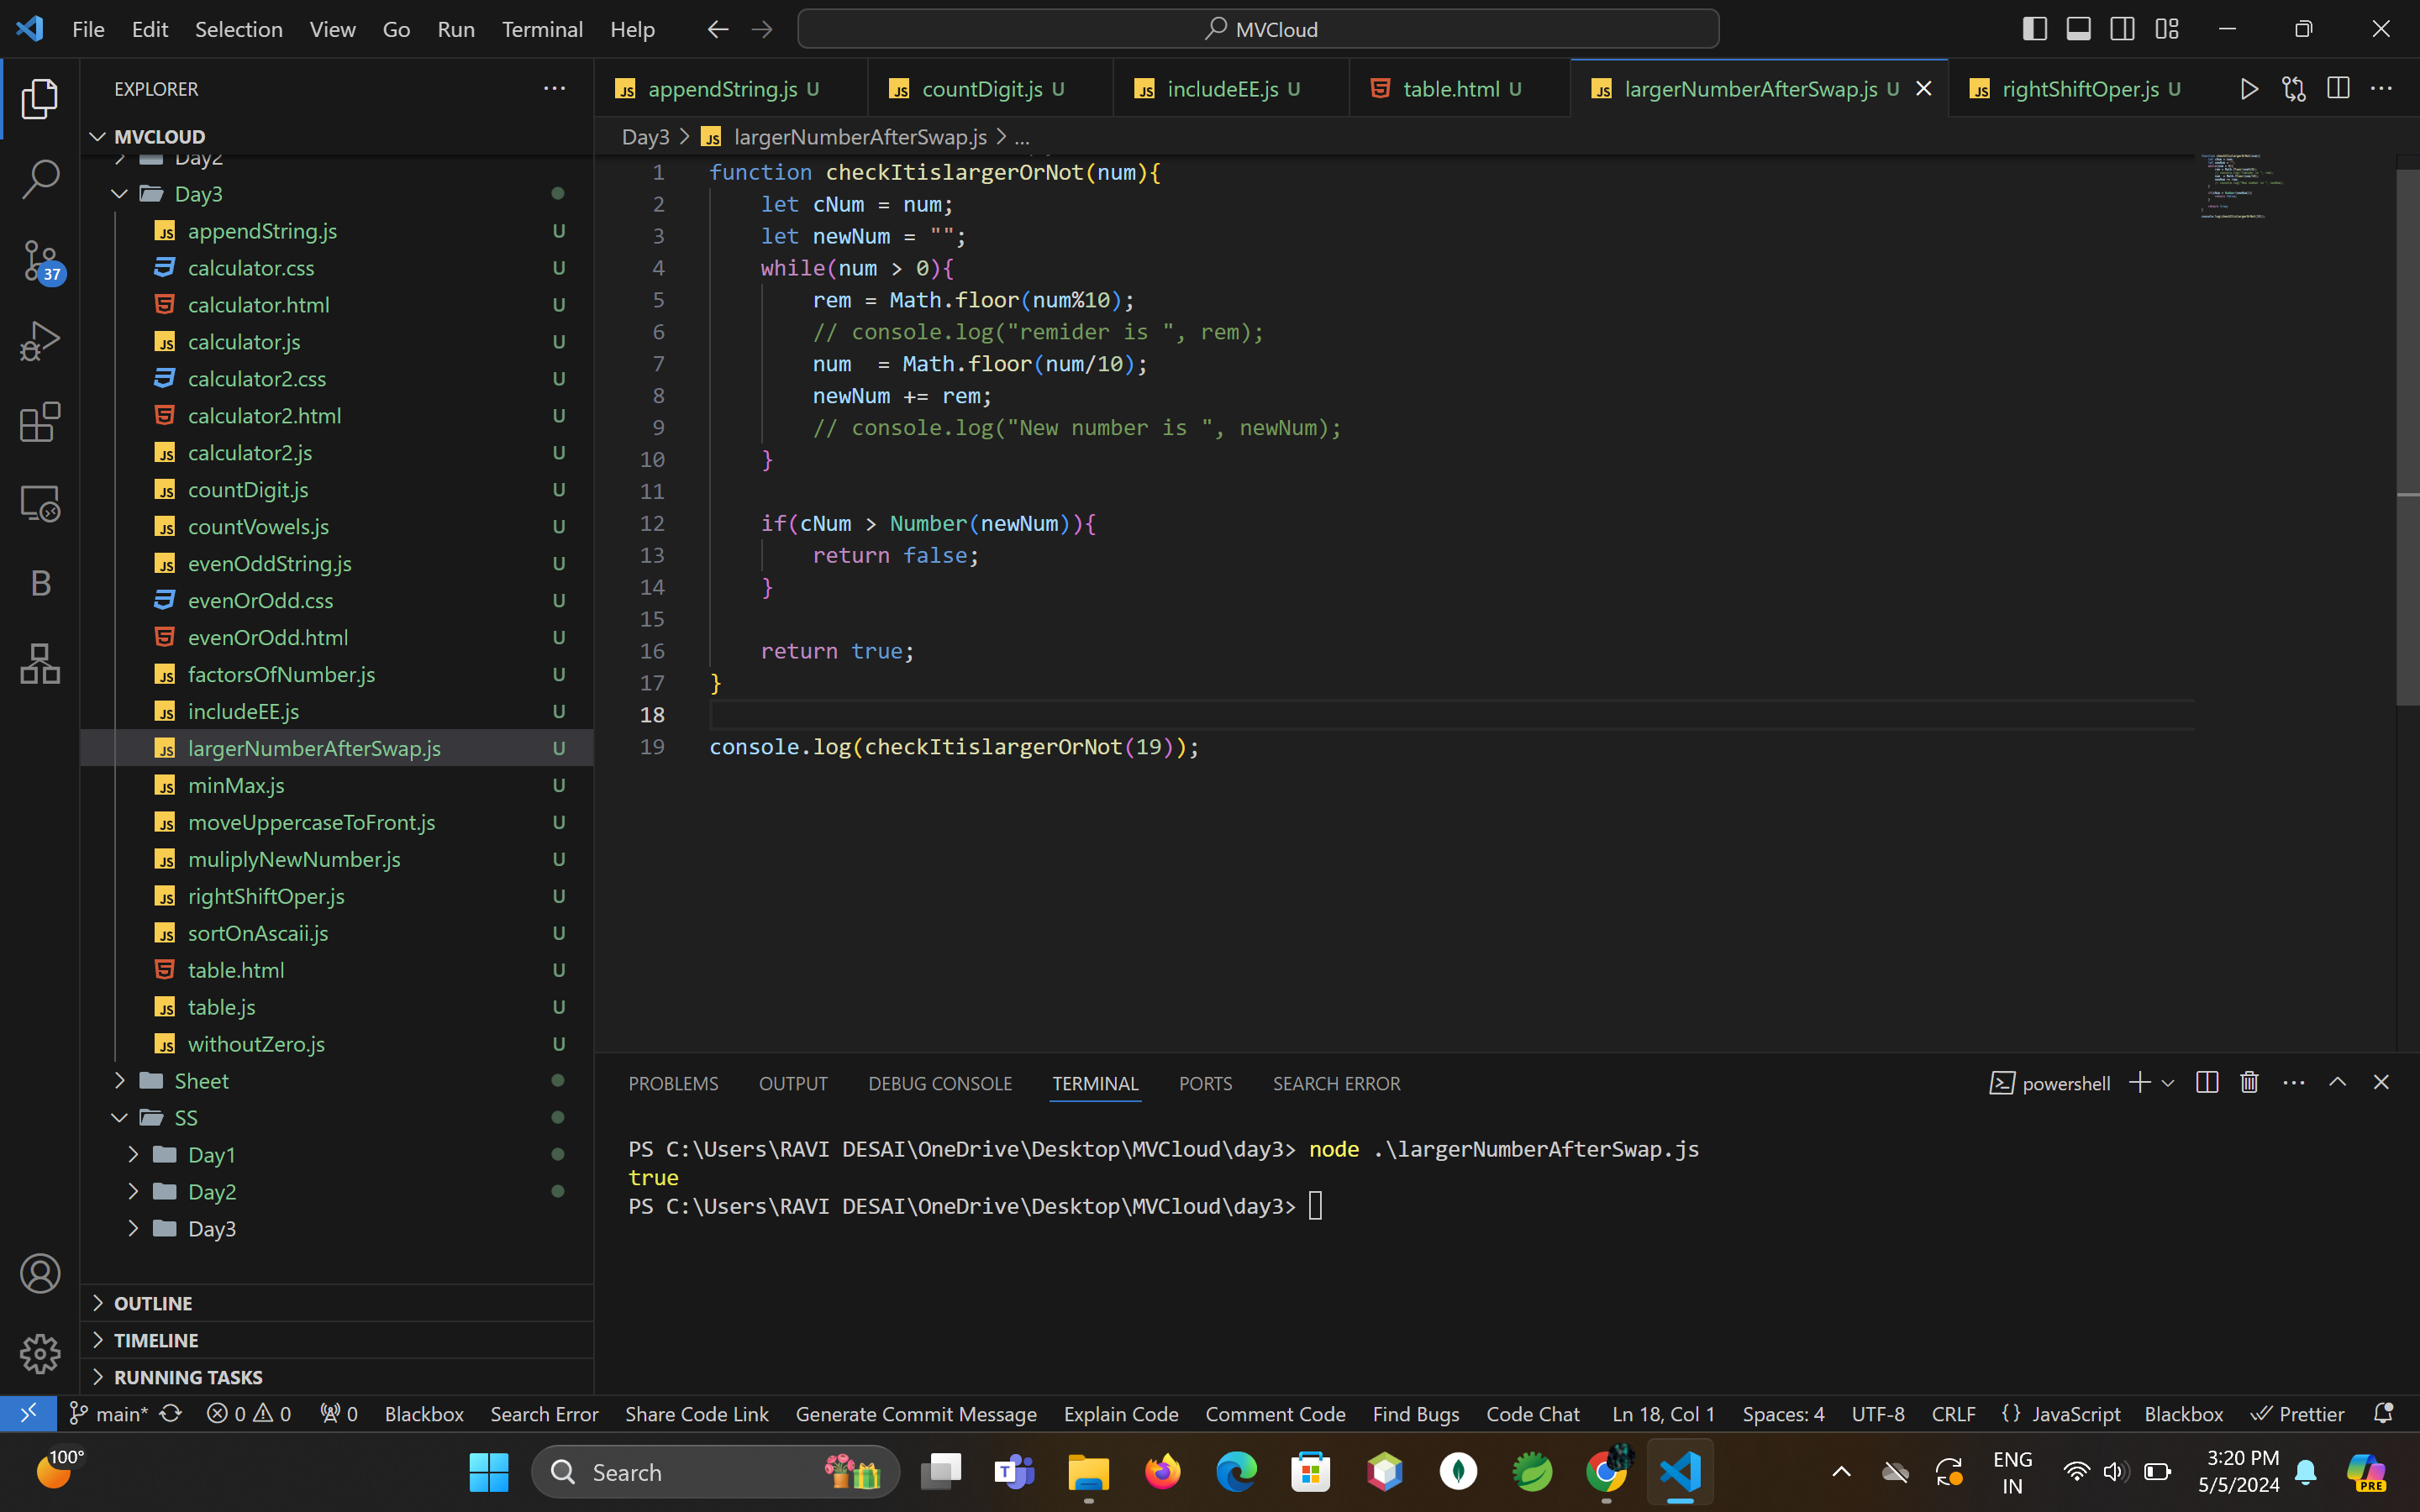 File Edit Selection View Go Run Terminal Help
MVCloud
EXPLORER
MVCLOUD
Day2
Day3
appendString.js U
calculator.css U
calculator.html U
calculator.js U
calculator2.css U
calculator2.html U
calculator2.js U
countDigit.js U
countVowels.js U
evenOddString.js U
evenOrOdd.css U
evenOrOdd.html U
factorsOfNumber.js U
includeEE.js U
largerNumberAfterSwap.js U
minMax.js U
moveUppercaseToFront.js U
muliplyNewNumber.js U
rightShiftOper.js U
sortOnAscaii.js U
table.html U
table.js U
withoutZero.js U
Sheet
SS
Day1
Day2
Day3
OUTLINE
TIMELINE
RUNNING TASKS
37
B
appendString.js U countDigit.js U includeEE.js U table.html U largerNumberAfterSwap.js U rightShiftOper.js U
Day3 > JS largerNumberAfterSwap.js > ...
1 function checkItislargerOrNot(num){
2 let cNum = num;
3 let newNum = "";
4 while(num > 0){
5 rem = Math.floor(num%10);
6 // console.log("remider is ", rem);
7 num  = Math.floor(num/10);
8 newNum += rem;
9 // console.log("New number is ", newNum);
10 }
11
12 if(cNum > Number(newNum)){
13 return false;
14 }
15
16 return true;
17 }
18
19 console.log(checkItislargerOrNot(19));
PROBLEMS OUTPUT DEBUG CONSOLE TERMINAL PORTS SEARCH ERROR
powershell
PS C:\Users\RAVI DESAI\OneDrive\Desktop\MVCloud\day3> node .\largerNumberAfterSwap.js
true
PS C:\Users\RAVI DESAI\OneDrive\Desktop\MVCloud\day3>
main* 0 0 0 Blackbox Search Error Share Code Link Generate Commit Message Explain Code Comment Code Find Bugs Code Chat Ln 18, Col 1 Spaces: 4 UTF-8 CRLF {} JavaScript Blackbox Prettier
100°
Search
ENG
IN
3:20 PM
5/5/2024
PRE